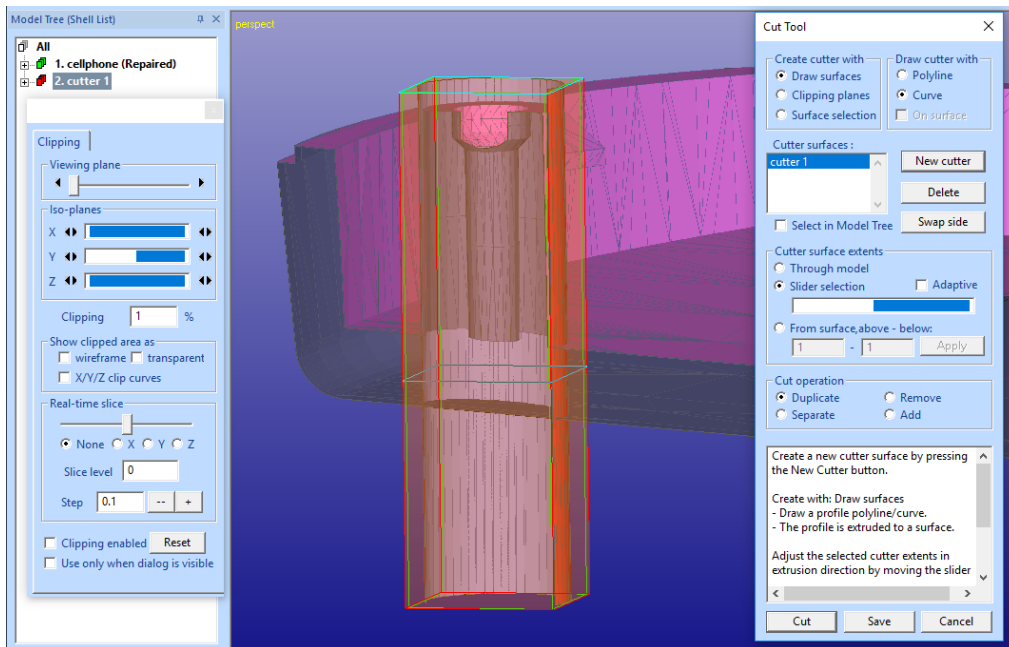 Model Tree (Shell List)
All
1. cellphone (Repaired)
2. cutter 1
Clipping
Viewing plane
Iso-planes
X
Y
Z
Clipping 1 %
Show clipped area as
wireframe transparent
X/Y/Z clip curves
Real-time slice
None X Y Z
Slice level 0
Step 0.1 -- +
Clipping enabled Reset
Use only when dialog is visible
perspect
Cut Tool
Create cutter with
Draw surfaces
Clipping planes
Surface selection
Draw cutter with
Polyline
Curve
On surface
Cutter surfaces :
cutter 1
New cutter
Delete
Swap side
Select in Model Tree
Cutter surface extents
Through model
Slider selection Adaptive
From surface,above - below:
1 - 1 Apply
Cut operation
Duplicate Remove
Separate Add
Create a new cutter surface by pressing
the New Cutter button.
Create with: Draw surfaces
- Draw a profile polyline/curve.
- The profile is extruded to a surface.
Adjust the selected cutter extents in
extrusion direction by moving the slider
Cut Save Cancel